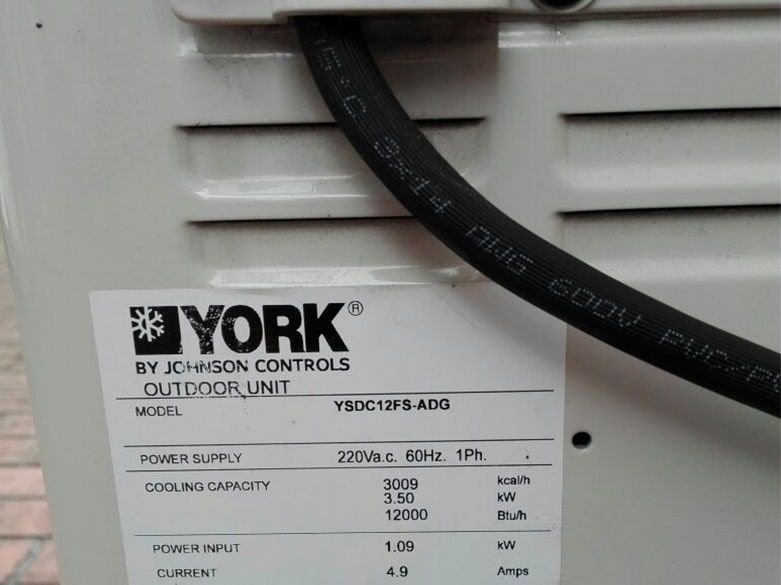 75°C 3x14 AWG 600V PVC/P
YORK®
BY JOHNSON CONTROLS
OUTDOOR UNIT
MODEL YSDC12FS-ADG
POWER SUPPLY 220Va.c. 60Hz. 1Ph.
COOLING CAPACITY 3009 kcal/h
3.50 kW
12000 Btu/h
POWER INPUT 1.09 kW
CURRENT 4.9 Amps